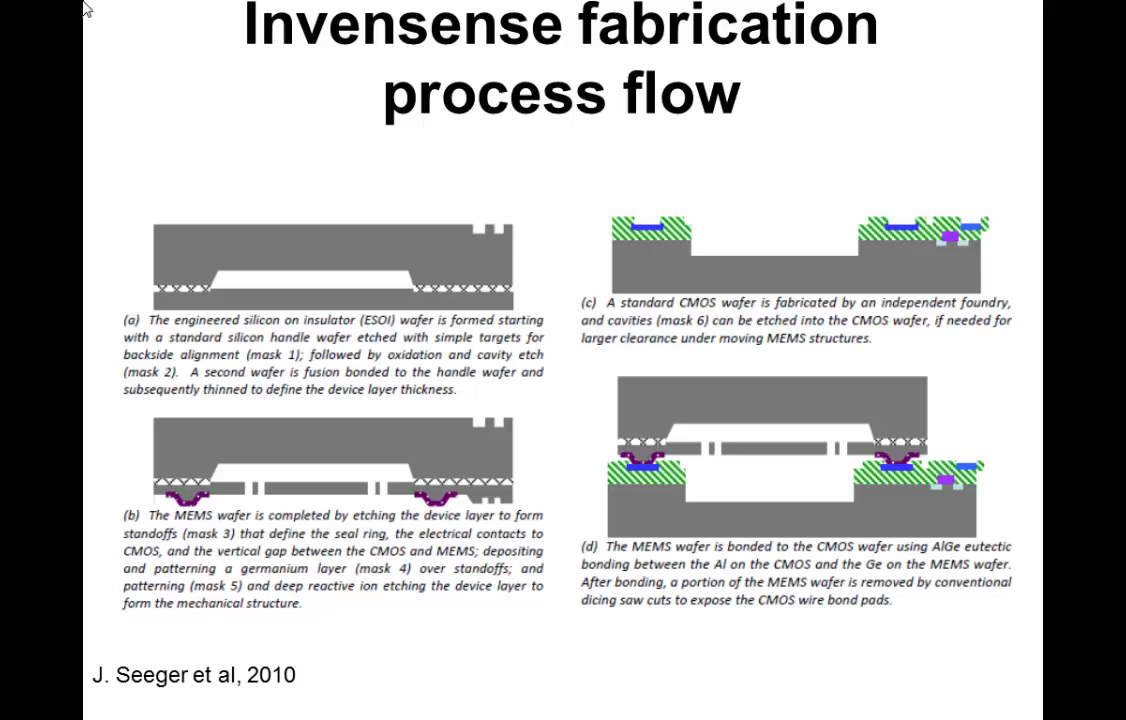 Invensense fabrication
process flow
(a) The engineered silicon on insulator (ESOI) wafer is formed starting
with a standard silicon handle wafer etched with simple targets for
backside alignment (mask 1); followed by oxidation and cavity etch
(mask 2). A second wafer is fusion bonded to the handle wafer and
subsequently thinned to define the device layer thickness.
(b) The MEMS wafer is completed by etching the device layer to form
standoffs (mask 3) that define the seal ring, the electrical contacts to
CMOS, and the vertical gap between the CMOS and MEMS; depositing
and patterning a germanium layer (mask 4) over standoffs; and
patterning (mask 5) and deep reactive ion etching the device layer to
form the mechanical structure.
(c) A standard CMOS wafer is fabricated by an independent foundry,
and cavities (mask 6) can be etched into the CMOS wafer, if needed for
larger clearance under moving MEMS structures.
(d) The MEMS wafer is bonded to the CMOS wafer using AlGe eutectic
bonding between the Al on the CMOS and the Ge on the MEMS wafer.
After bonding, a portion of the MEMS wafer is removed by conventional
dicing saw cuts to expose the CMOS wire bond pads.
J. Seeger et al, 2010